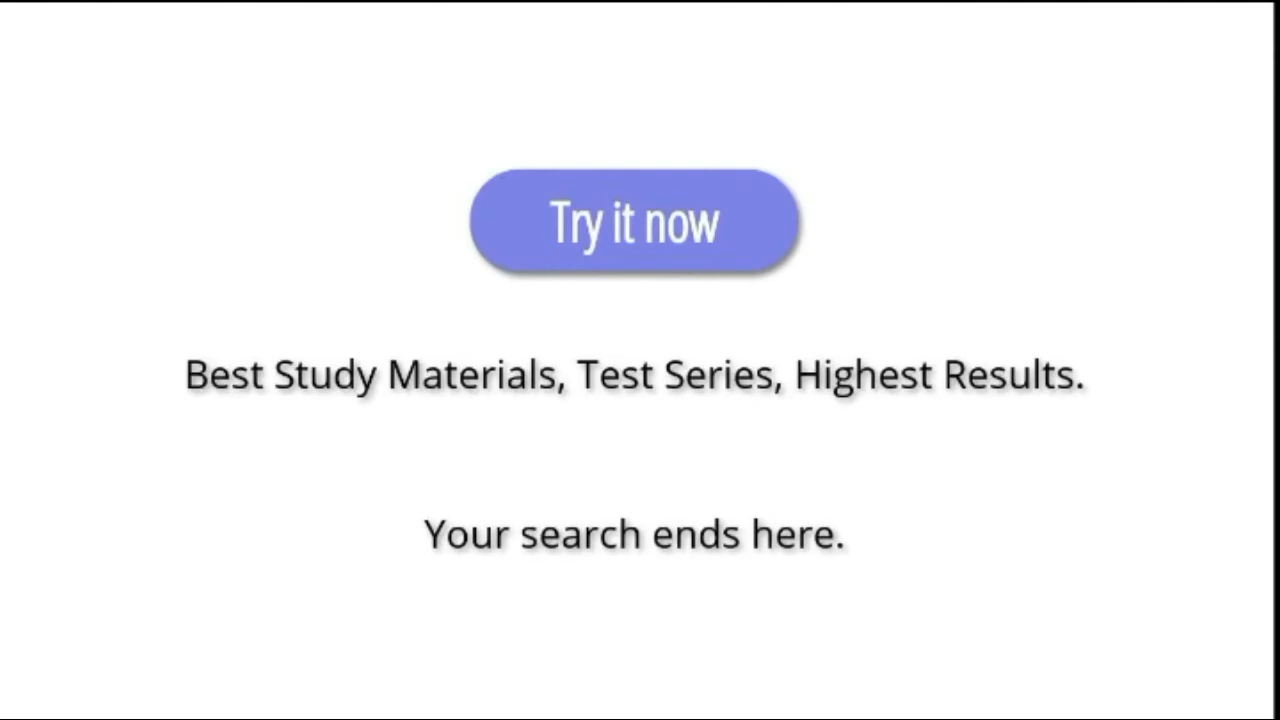 Try it now
Best Study Materials, Test Series, Highest Results.
Your search ends here.